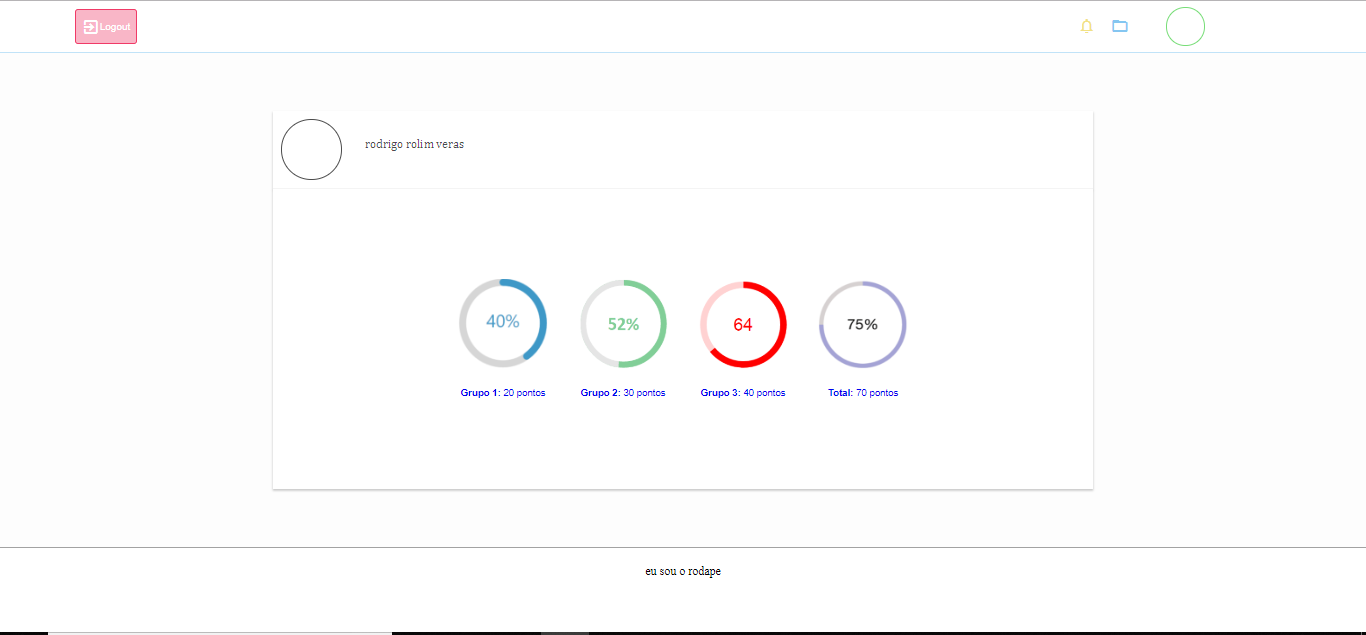 Logout
rodrigo rolim veras
40%
52%
64
75%
Grupo 1: 20 pontos
Grupo 2: 30 pontos
Grupo 3: 40 pontos
Total: 70 pontos
eu sou o rodape